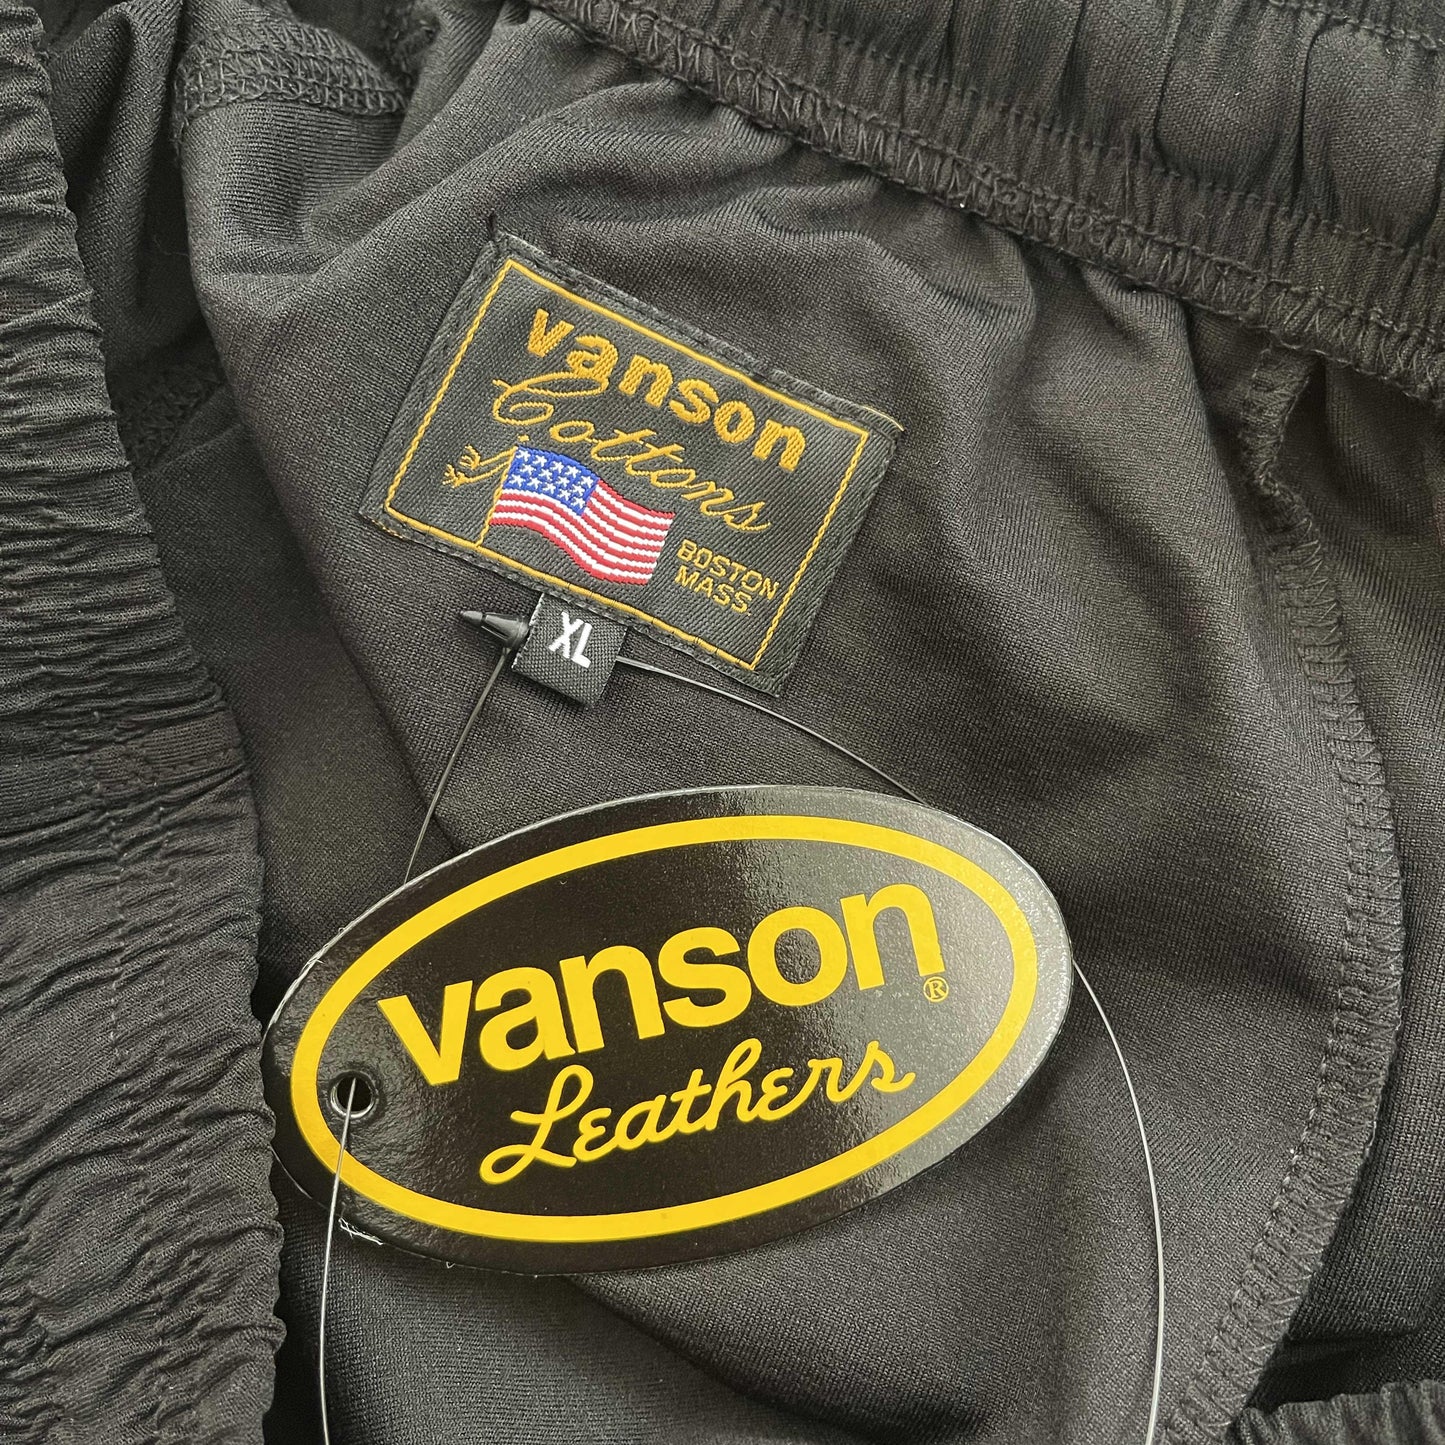 vanson
Cottons
BOSTON
MASS
XL
vanson®
Leathers